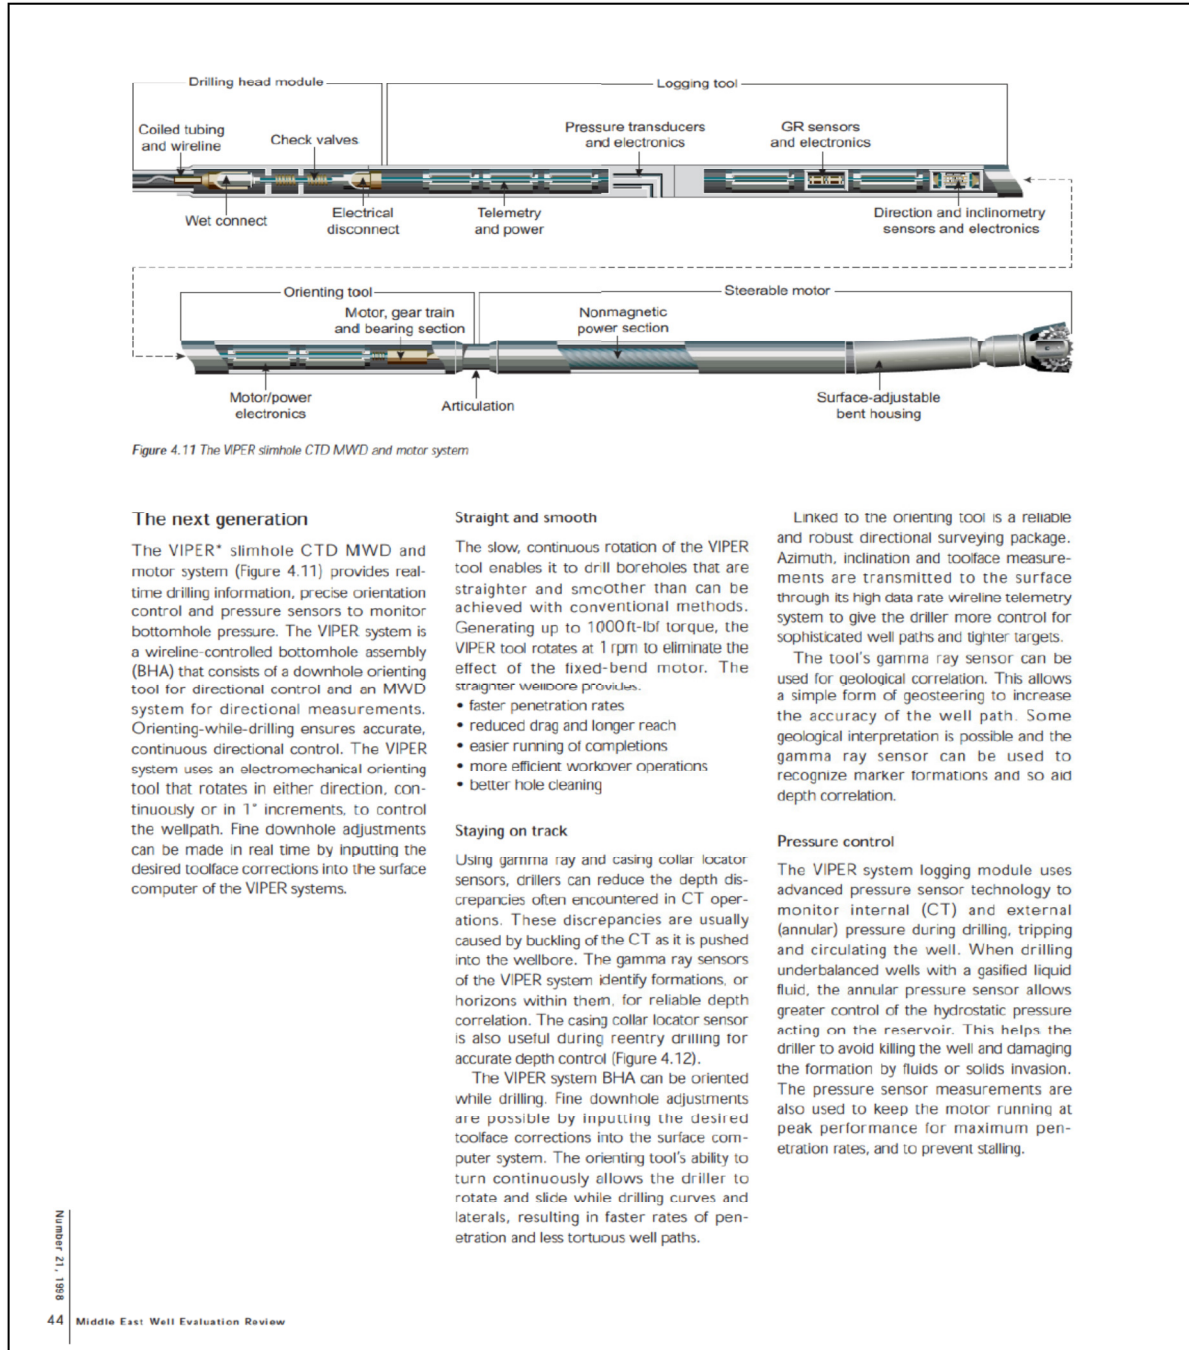 Drilling head module
Logging tool
Coiled tubing
and wireline
Check valves
Pressure transducers
and electronics
GR sensors
and electronics
Wet connect
Electrical
disconnect
Telemetry
and power
Direction and inclinometry
sensors and electronics
Orienting tool
Steerable motor
Motor, gear train
and bearing section
Nonmagnetic
power section
Motor/power
electronics
Articulation
Surface-adjustable
bent housing
Figure 4.11 The VIPER slimhole CTD MWD and motor system
The next generation
The VIPER* slimhole CTD MWD and
motor system (Figure 4.11) provides real-
time drilling information, precise orientation
control and pressure sensors to monitor
bottomhole pressure. The VIPER system is
a wireline-controlled bottomhole assembly
(BHA) that consists of a downhole orienting
tool for directional control and an MWD
system for directional measurements.
Orienting-while-drilling ensures accurate,
continuous directional control. The VIPER
system uses an electromechanical orienting
tool that rotates in either direction, con-
tinuously or in 1° increments, to control
the wellpath. Fine downhole adjustments
can be made in real time by inputting the
desired toolface corrections into the surface
computer of the VIPER systems.
Straight and smooth
The slow, continuous rotation of the VIPER
tool enables it to drill boreholes that are
straighter and smoother than can be
achieved with conventional methods.
Generating up to 1000 ft-lbf torque, the
VIPER tool rotates at 1 rpm to eliminate the
effect of the fixed-bend motor. The
straighter wellbore provides:
• faster penetration rates
• reduced drag and longer reach
• easier running of completions
• more efficient workover operations
• better hole cleaning
Staying on track
Using gamma ray and casing collar locator
sensors, drillers can reduce the depth dis-
crepancies often encountered in CT oper-
ations. These discrepancies are usually
caused by buckling of the CT as it is pushed
into the wellbore. The gamma ray sensors
of the VIPER system identify formations, or
horizons within them, for reliable depth
correlation. The casing collar locator sensor
is also useful during reentry drilling for
accurate depth control (Figure 4.12).
The VIPER system BHA can be oriented
while drilling. Fine downhole adjustments
are possible by inputting the desired
toolface corrections into the surface com-
puter system. The orienting tool's ability to
turn continuously allows the driller to
rotate and slide while drilling curves and
laterals, resulting in faster rates of pen-
etration and less tortuous well paths.
Linked to the orienting tool is a reliable
and robust directional surveying package.
Azimuth, inclination and toolface measure-
ments are transmitted to the surface
through its high data rate wireline telemetry
system to give the driller more control for
sophisticated well paths and tighter targets.
The tool's gamma ray sensor can be
used for geological correlation. This allows
a simple form of geosteering to increase
the accuracy of the well path. Some
geological interpretation is possible and the
gamma ray sensor can be used to
recognize marker formations and so aid
depth correlation.
Pressure control
The VIPER system logging module uses
advanced pressure sensor technology to
monitor internal (CT) and external
(annular) pressure during drilling, tripping
and circulating the well. When drilling
underbalanced wells with a gasified liquid
fluid, the annular pressure sensor allows
greater control of the hydrostatic pressure
acting on the reservoir. This helps the
driller to avoid killing the well and damaging
the formation by fluids or solids invasion.
The pressure sensor measurements are
also used to keep the motor running at
peak performance for maximum pen-
etration rates, and to prevent stalling.
Number 21, 1998
44 Middle East Well Evaluation Review